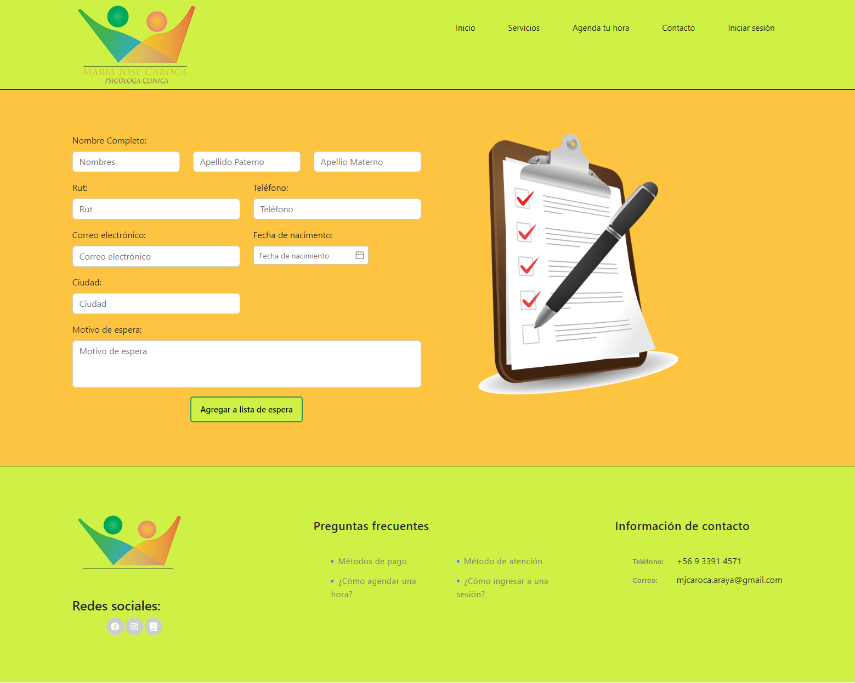 MARÍA JOSÉ CAROCA
PSICÓLOGA CLÍNICA
Inicio
Servicios
Agenda tu hora
Contacto
Iniciar sesión
Nombre Completo:
Nombres
Apellido Paterno
Apellio Materno
Rut:
Teléfono:
Rut
Teléfono
Correo electrónico:
Fecha de nacimento:
Correo electrónico
Fecha de nacimiento
Ciudad:
Ciudad
Motivo de espera:
Motivo de espera
Agregar a lista de espera
Redes sociales:
Preguntas frecuentes
Métodos de pago
¿Cómo agendar una
hora?
Método de atención
¿Cómo ingresar a una
sesión?
Información de contacto
Teléfono: +56 9 3391 4571
Correo: mjcaroca.araya@gmail.com